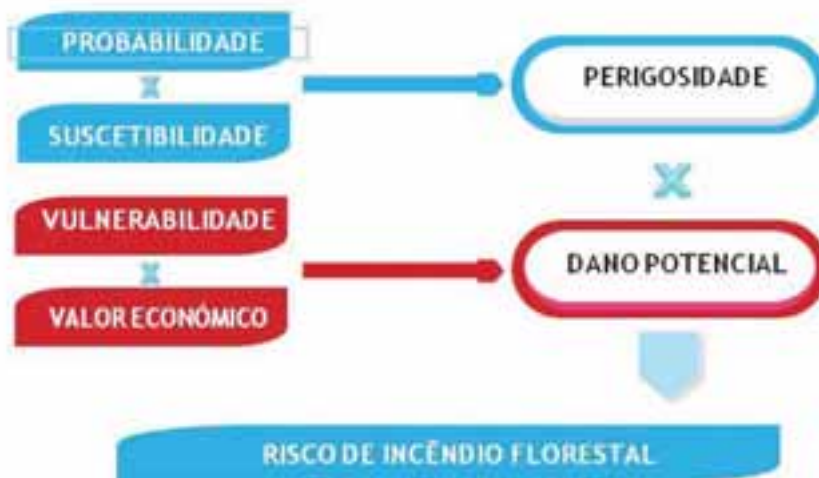 PROBABILIDADE
X
SUSCETIBILIDADE
PERIGOSIDADE
X
VULNERABILIDADE
X
VALOR ECONÓMICO
DANO POTENCIAL
RISCO DE INCÊNDIO FLORESTAL